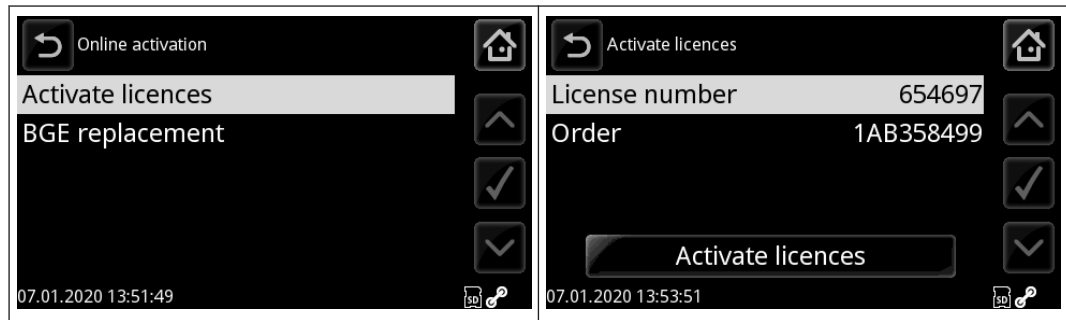 Online activation
Activate licences
BGE replacement
07.01.2020 13:51:49
SD
Activate licences
License number 654697
Order 1AB358499
Activate licences
07.01.2020 13:53:51
SD